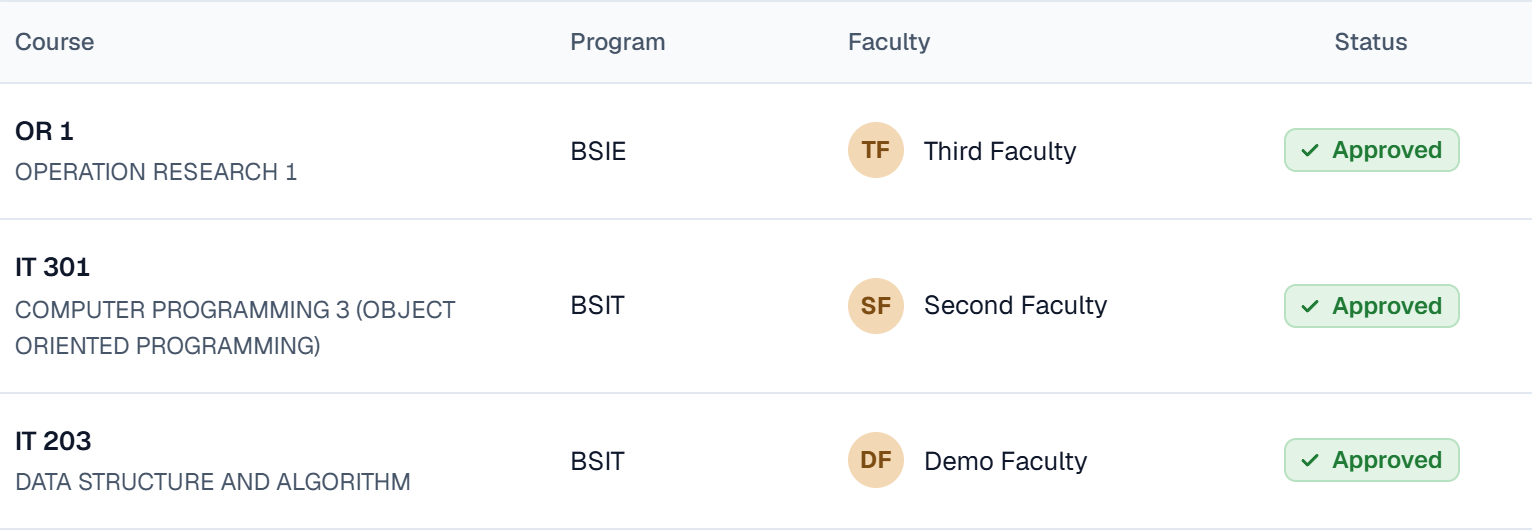 Course Program Faculty Status
OR 1
OPERATION RESEARCH 1
BSIE
TF Third Faculty
Approved
IT 301
COMPUTER PROGRAMMING 3 (OBJECT
ORIENTED PROGRAMMING)
BSIT
SF Second Faculty
Approved
IT 203
DATA STRUCTURE AND ALGORITHM
BSIT
DF Demo Faculty
Approved